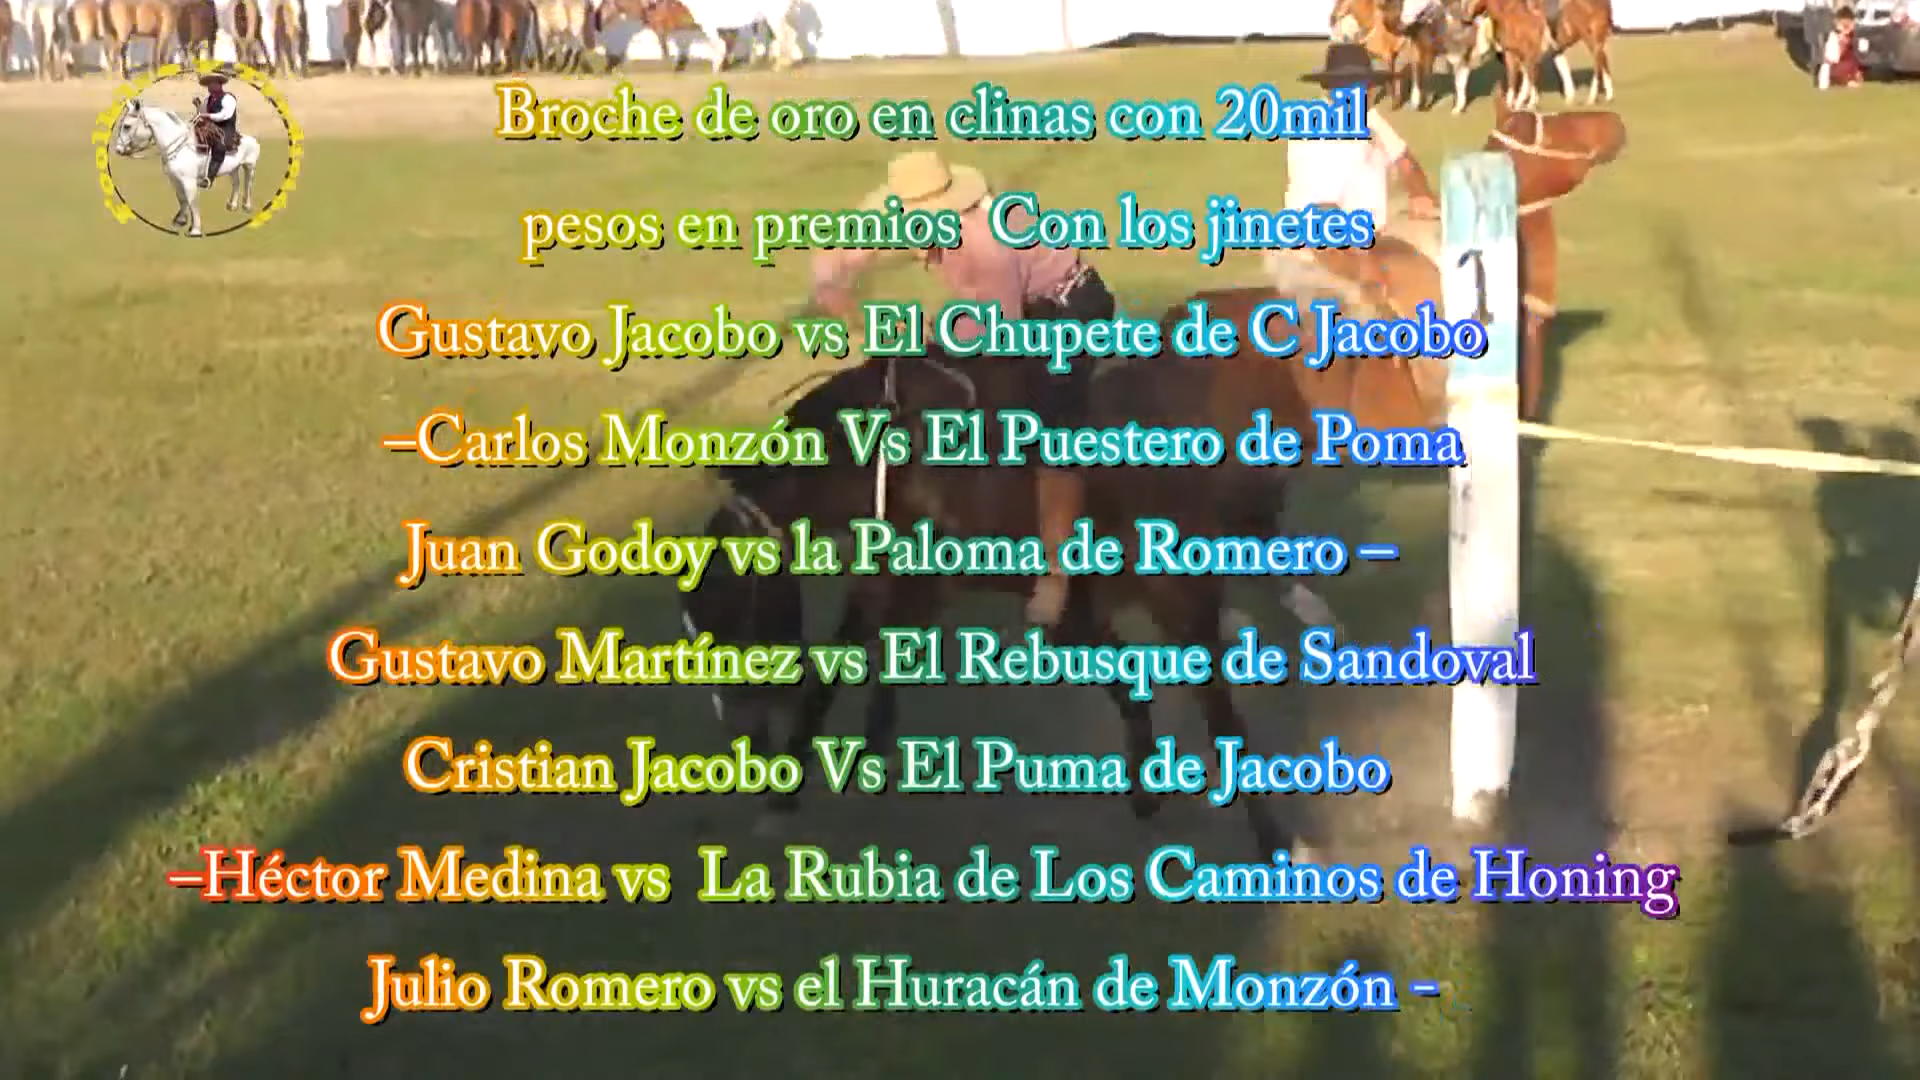 Broche de oro en clinas con 20mil
pesos en premios Con los jinetes
Gustavo Jacobo vs El Chupete de C Jacobo
–Carlos Monzón Vs El Puestero de Poma
Juan Godoy vs la Paloma de Romero –
Gustavo Martínez vs El Rebusque de Sandoval
Cristian Jacobo Vs El Puma de Jacobo
–Héctor Medina vs La Rubia de Los Caminos de Honing
Julio Romero vs el Huracán de Monzón -
1